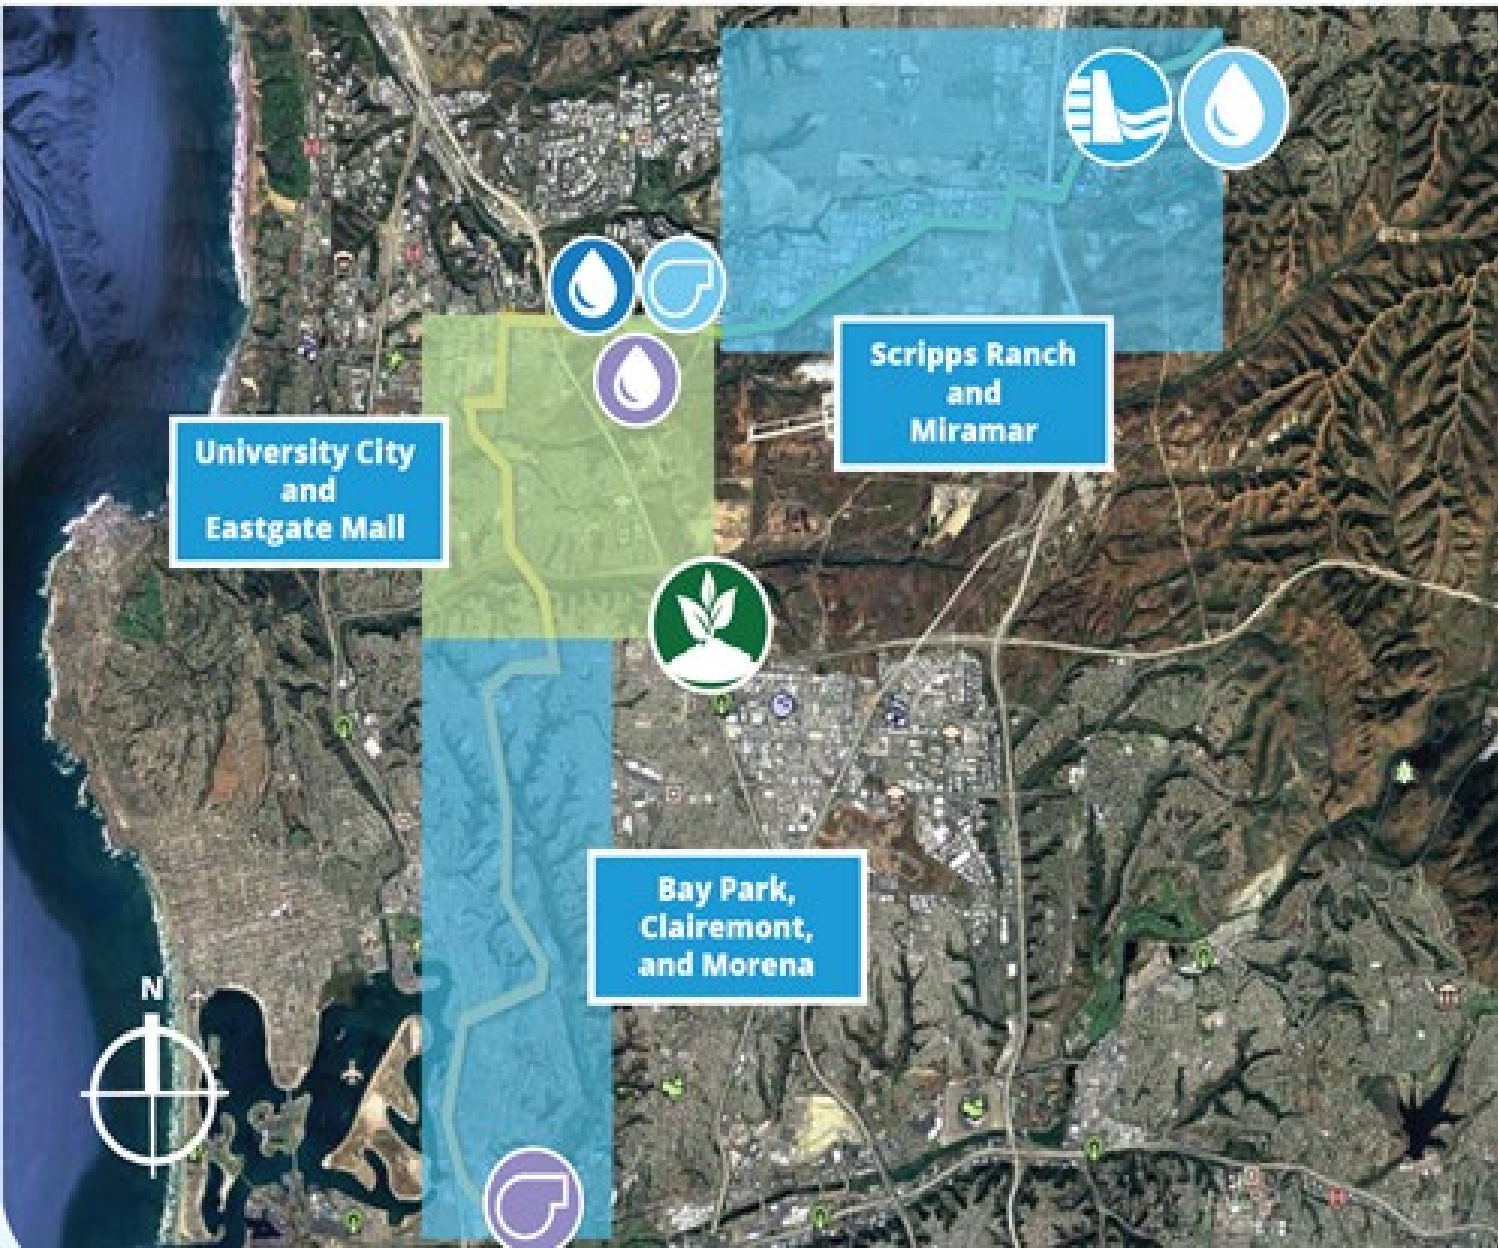 Scripps Ranch
and
Miramar
University City
and
Eastgate Mall
Bay Park,
Clairemont,
and Morena
N